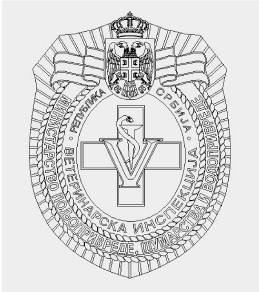 РЕПУБЛИКА СРБИЈА
ВЕТЕРИНАРСКА ИНСПЕКЦИЈА
МИНИСТАРСТВО ПОЉОПРИВРЕДЕ, ШУМАРСТВА И ВОДОПРИВРЕДЕ
V